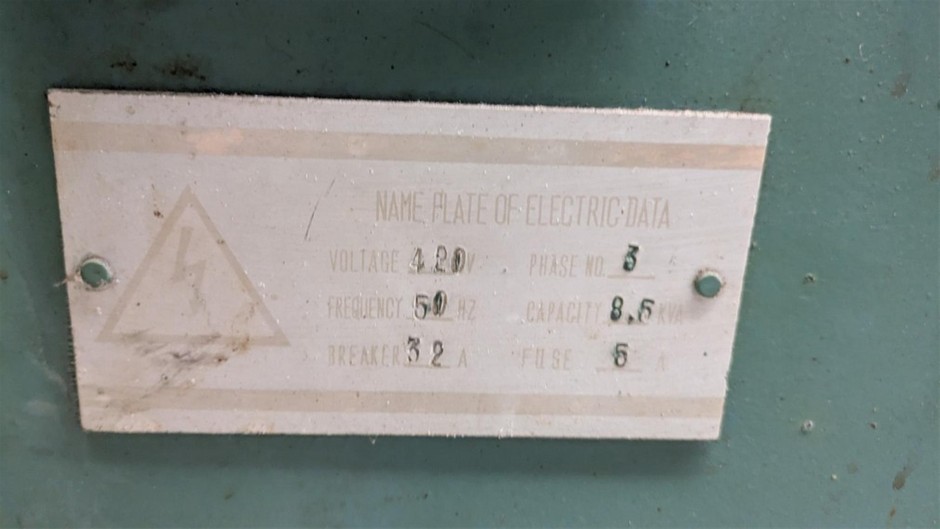 NAME PLATE OF ELECTRIC DATA
VOLTAGE 420 V PHASE NO. 3
FREQUENCY 50 HZ CAPACITY 8.5 KVA
BREAKER 32 A FUSE 5 A